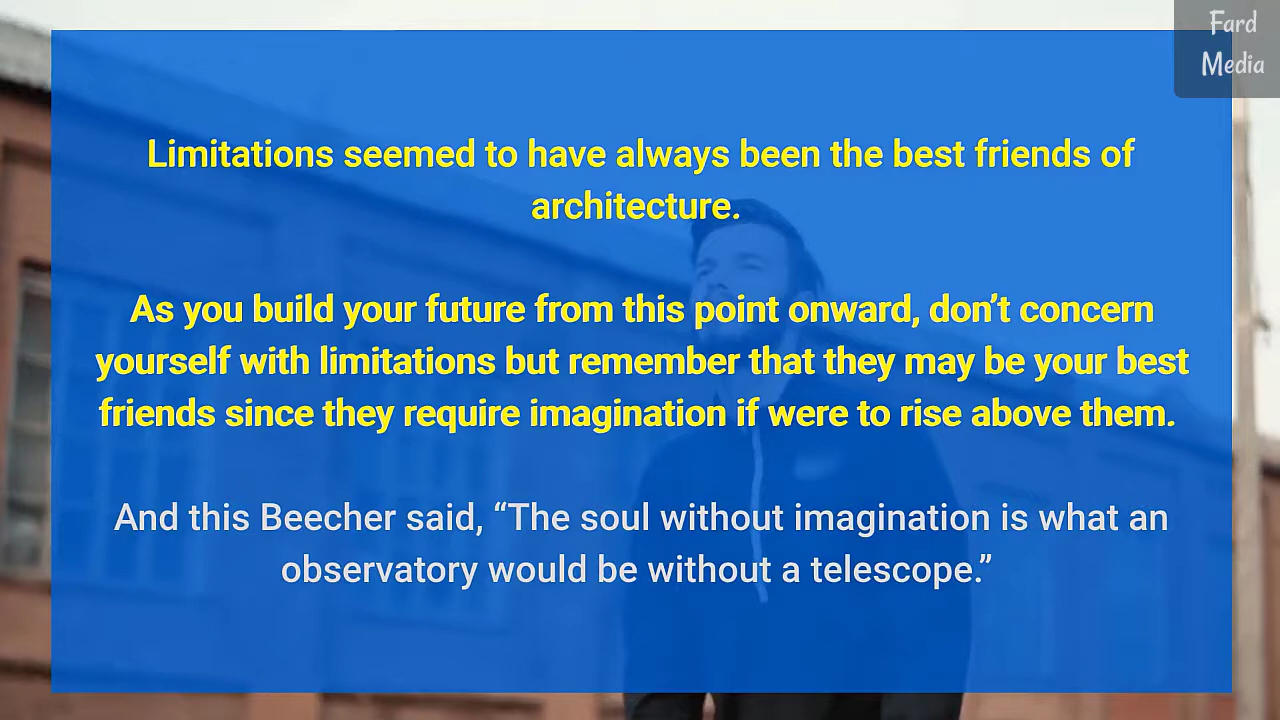 Fard
Media
Limitations seemed to have always been the best friends of
architecture.
As you build your future from this point onward, don’t concern
yourself with limitations but remember that they may be your best
friends since they require imagination if were to rise above them.
And this Beecher said, “The soul without imagination is what an
observatory would be without a telescope.”